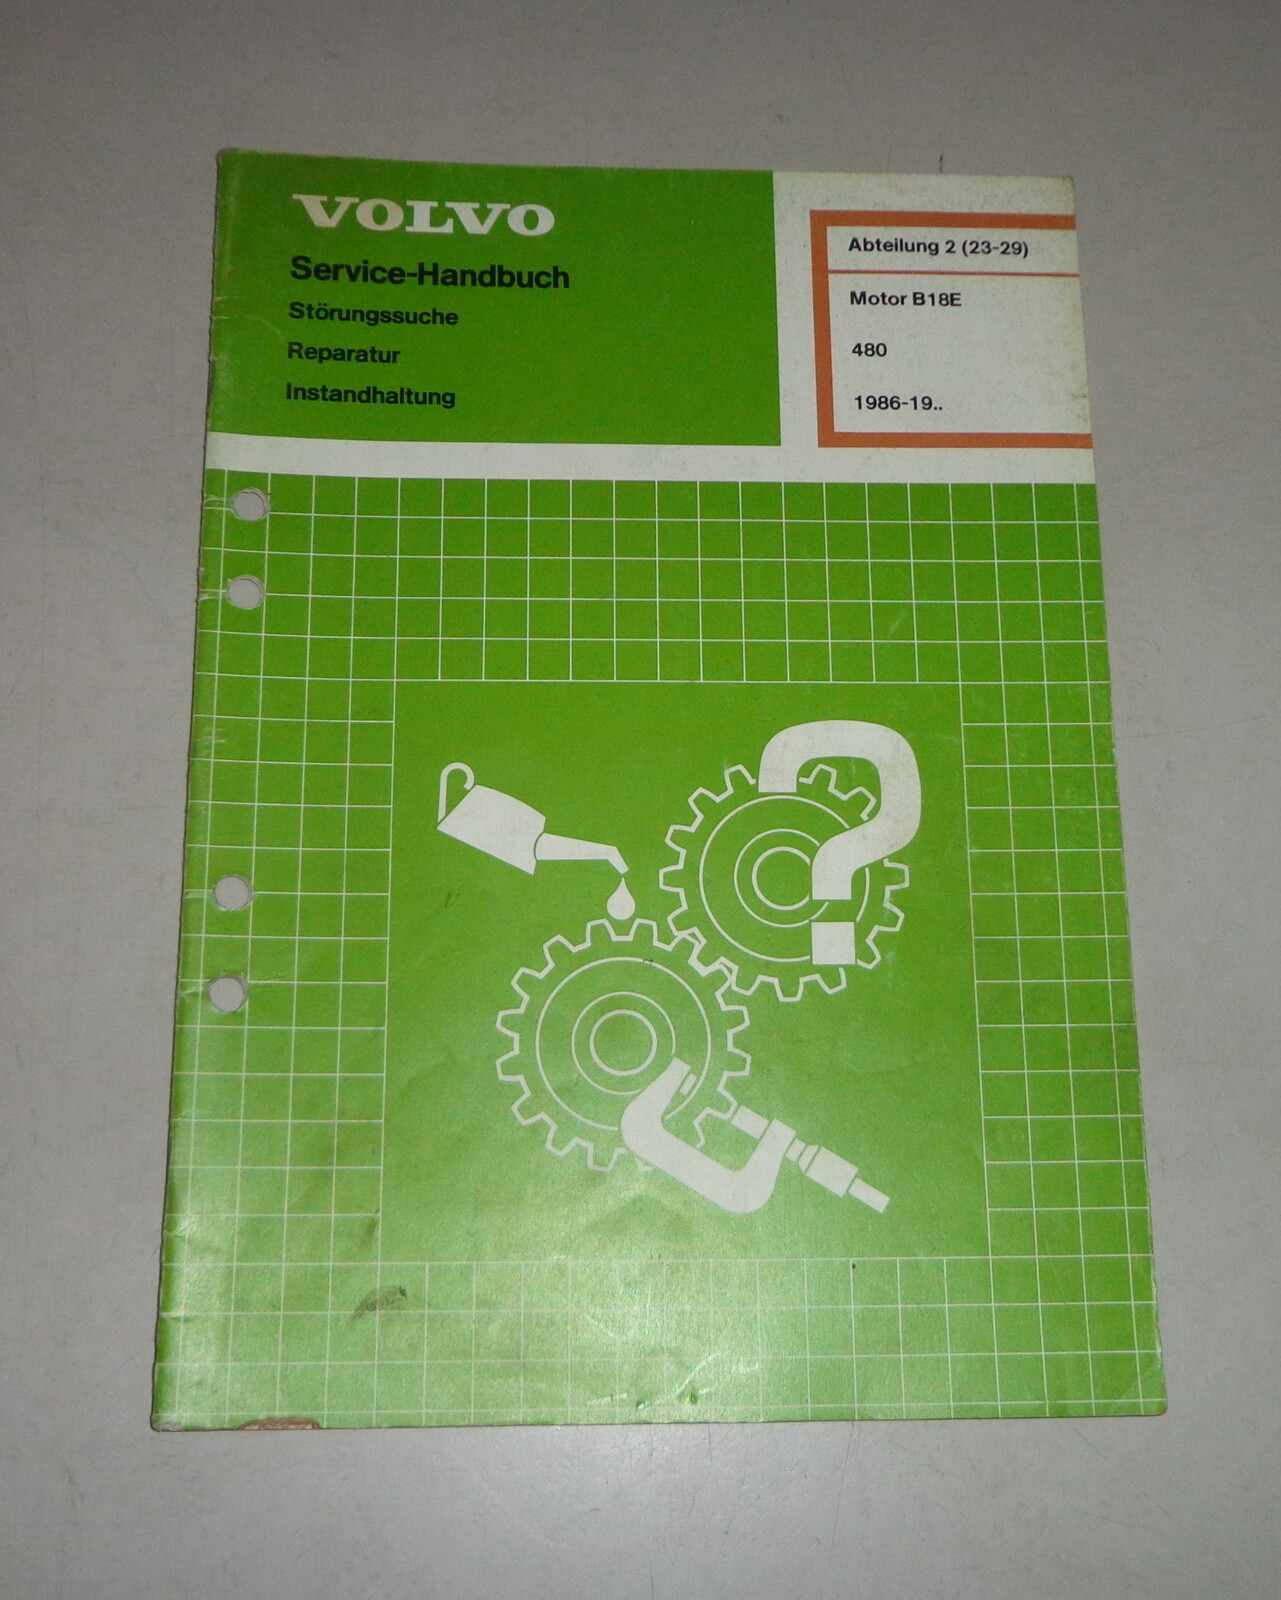 VOLVO
Service-Handbuch
Störungssuche
Reparatur
Instandhaltung
Abteilung 2 (23-29)
Motor B18E
480
1986-19..
?